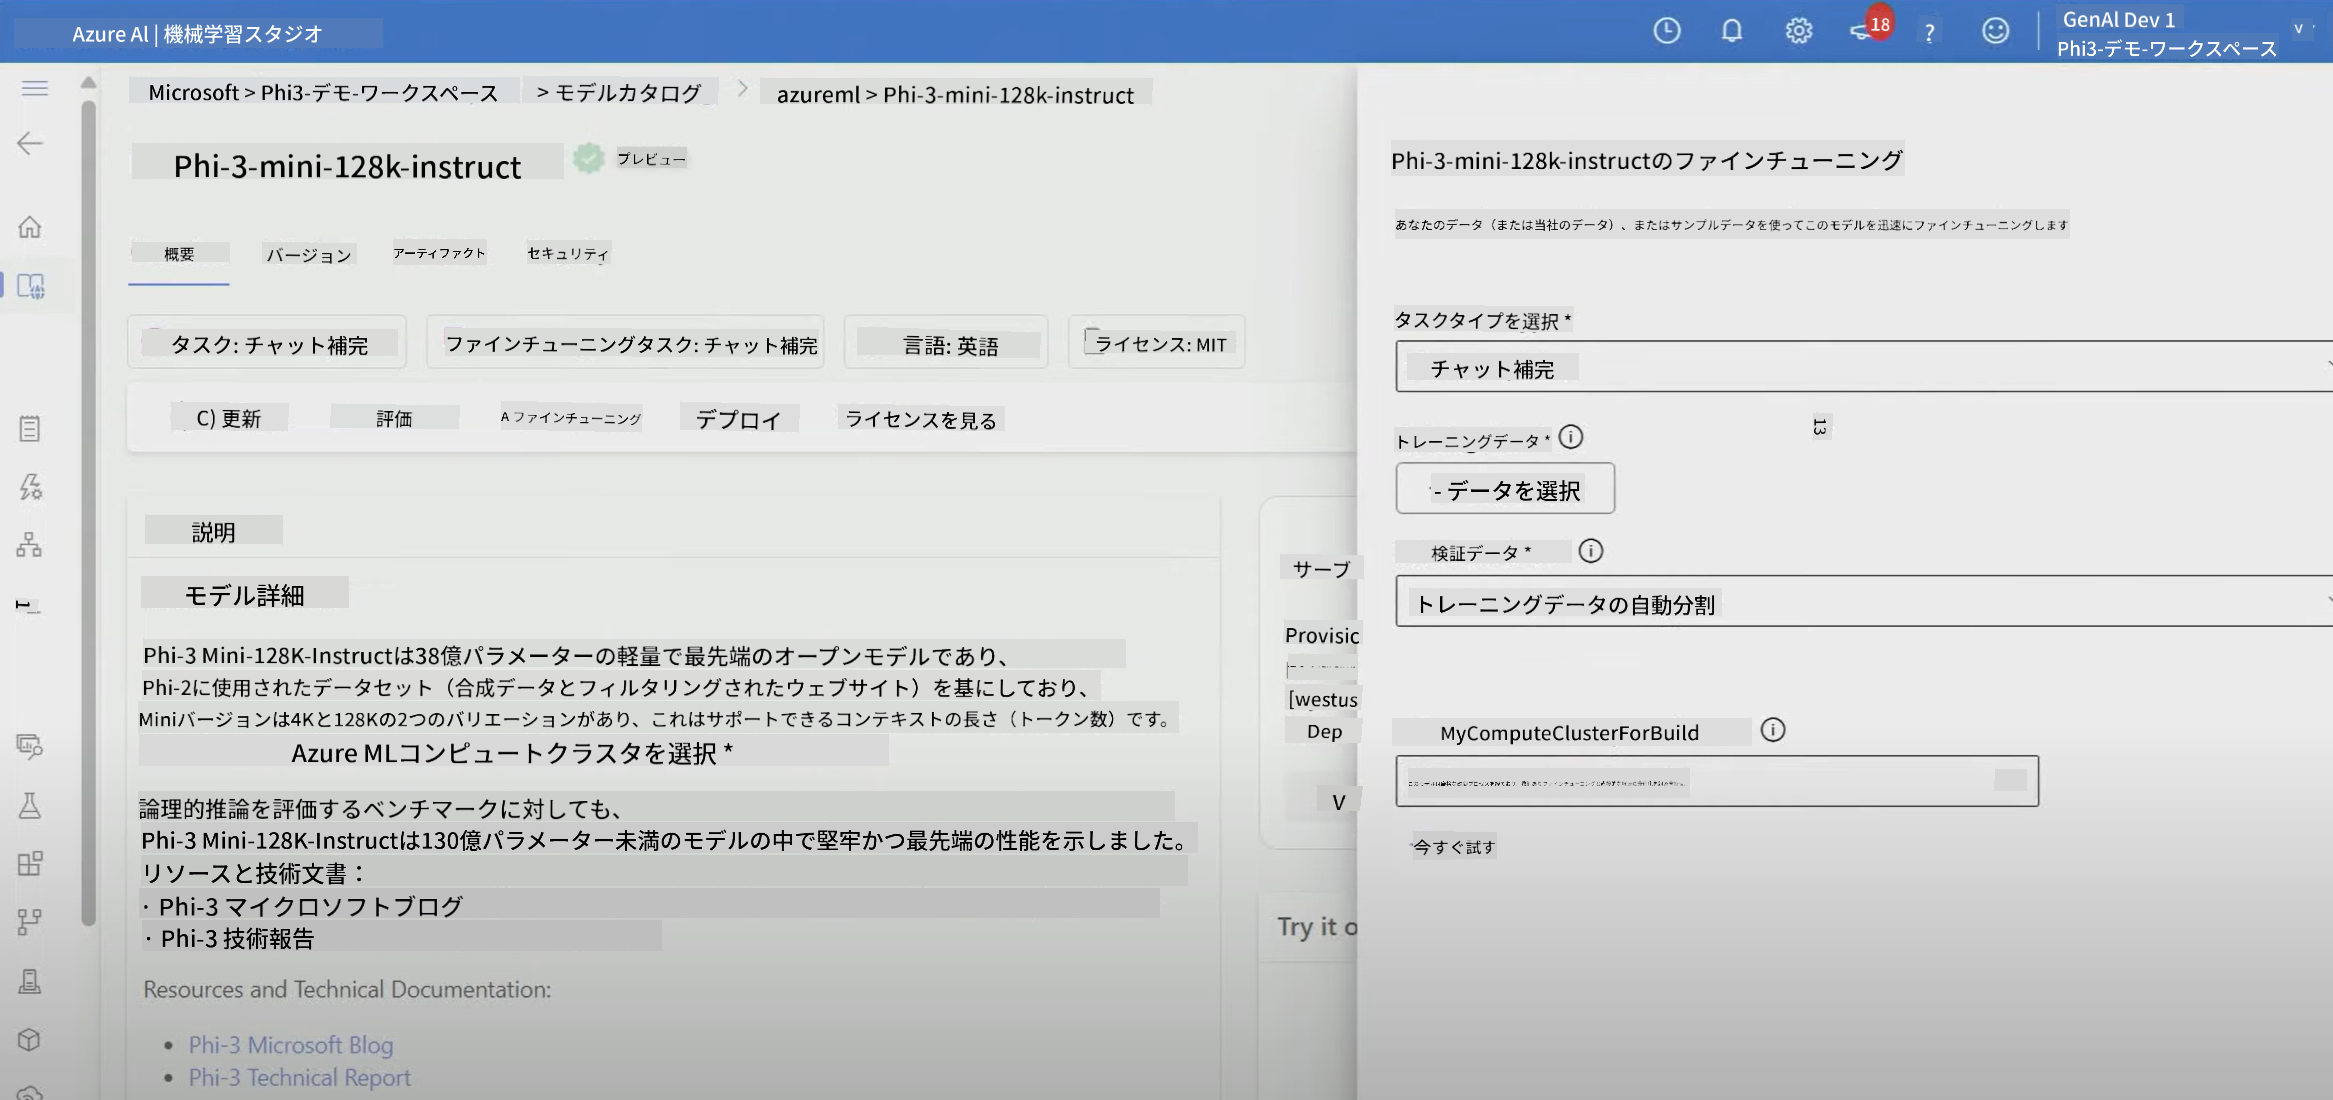 Azure AI | 機械学習スタジオ
18
?
GenAI Dev 1
Phi3-デモ-ワークスペース
Microsoft > Phi3-デモ-ワークスペース > モデルカタログ > azureml > Phi-3-mini-128k-instruct
Phi-3-mini-128k-instruct プレビュー
概要 バージョン アーティファクト セキュリティ
タスク: チャット補完 ファインチューニングタスク: チャット補完 言語: 英語 ライセンス: MIT
C) 更新 評価 A ファインチューニング デプロイ ライセンスを見る
説明
モデル詳細
Phi-3 Mini-128K-Instructは38億パラメーターの軽量で最先端のオープンモデルであり、
Phi-2に使用されたデータセット（合成データとフィルタリングされたウェブサイト）を基にしており、
Miniバージョンは4Kと128Kの2つのバリエーションがあり、これはサポートできるコンテキストの長さ（トークン数）です。
Azure MLコンピュートクラスタを選択 *
論理的推論を評価するベンチマークに対しても、
Phi-3 Mini-128K-Instructは130億パラメーター未満のモデルの中で堅牢かつ最先端の性能を示しました。
リソースと技術文書：
· Phi-3 マイクロソフトブログ
· Phi-3 技術報告
Resources and Technical Documentation:
• Phi-3 Microsoft Blog
• Phi-3 Technical Report
サーブ
Provisic
[westus
Dep
V
Try it o
Phi-3-mini-128k-instructのファインチューニング
あなたのデータ（または当社のデータ）、またはサンプルデータを使ってこのモデルを迅速にファインチューニングします
タスクタイプを選択 *
チャット補完
13
トレーニングデータ *
- データを選択
検証データ *
トレーニングデータの自動分割
MyComputeClusterForBuild
今すぐ試す